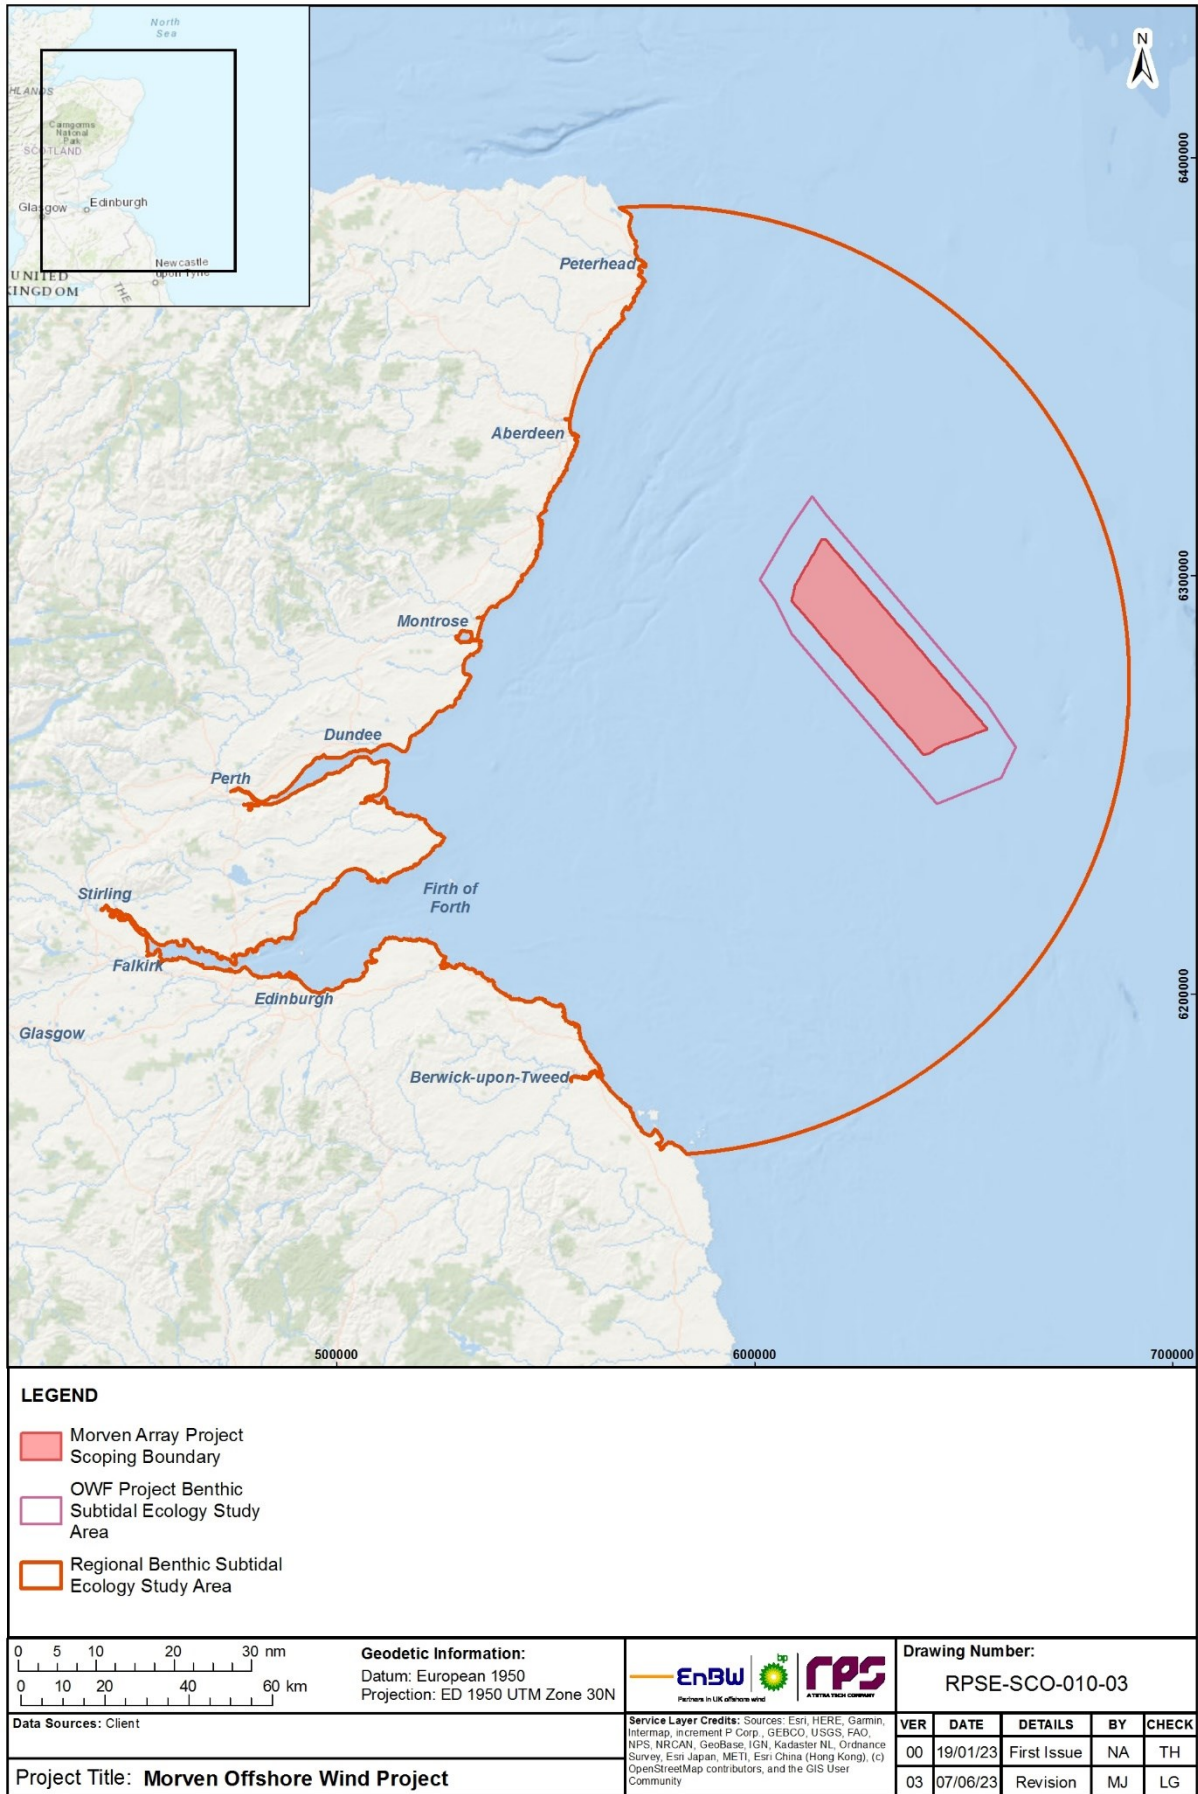 North
Sea
HLANDS
Cairngorms
National
Park
SCOTLAND
Glasgow
Edinburgh
Newcastle
upon Tyne
UNITED
KINGDOM
THE
N
6400000
Peterhead
Aberdeen
6300000
Montrose
Dundee
Perth
Stirling
Firth of
Forth
Falkirk
Edinburgh
6200000
Glasgow
Berwick-upon-Tweed
500000
600000
700000
LEGEND
Morven Array Project
Scoping Boundary
OWF Project Benthic
Subtidal Ecology Study
Area
Regional Benthic Subtidal
Ecology Study Area
0 5 10 20 30 nm
0 10 20 40 60 km
Geodetic Information:
Datum: European 1950
Projection: ED 1950 UTM Zone 30N
EnBW
Partners in UK offshore wind
bp
RPS
A TETRA TECH COMPANY
Drawing Number:
RPSE-SCO-010-03
Data Sources: Client
Service Layer Credits: Sources: Esri, HERE, Garmin,
Intermap, increment P Corp., GEBCO, USGS, FAO,
NPS, NRCAN, GeoBase, IGN, Kadaster NL, Ordnance
Survey, Esri Japan, METI, Esri China (Hong Kong), (c)
OpenStreetMap contributors, and the GIS User
Community
VER DATE DETAILS BY CHECK
00 19/01/23 First Issue NA TH
03 07/06/23 Revision MJ LG
Project Title: Morven Offshore Wind Project